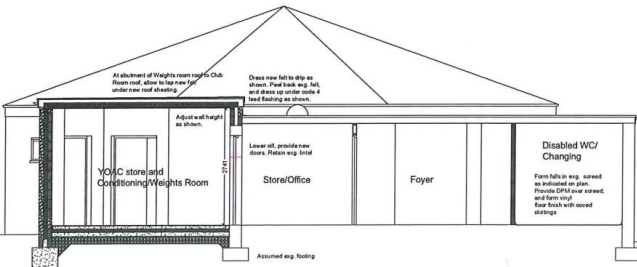 At abutment of Weights room roof to Club
Room roof, allow to lap new felt
under new roof sheeting.
Dress new felt to drip as
shown. Peel back exg. felt,
and dress up under code 4
lead flashing as shown.
Adjust wall height
as shown.
Lower cill, provide new
doors. Retain exg. lintel
2741
YOAC store and
Conditioning/Weights Room
Store/Office
Foyer
Disabled WC/
Changing
Form falls in exg. screed
as indicated on plan.
Provide DPM over screed,
and form vinyl
floor finish with coved
skirtings
Assumed exg. footing